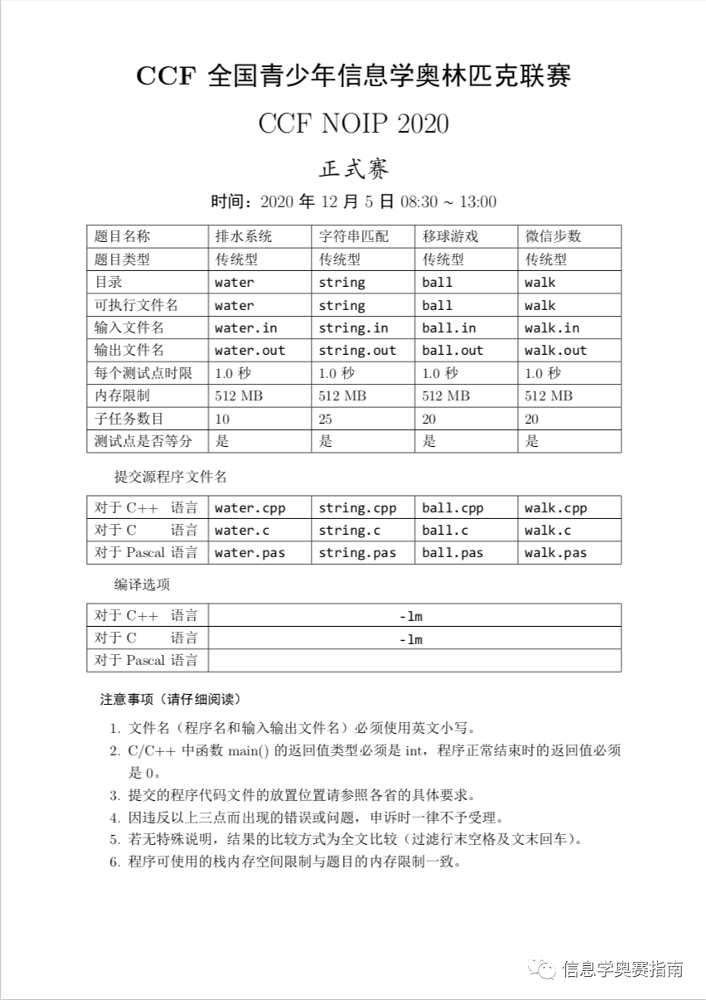 CCF 全国青少年信息学奥林匹克联赛
CCF NOIP 2020
正式赛
时间：2020 年 12 月 5 日 08:30 ~ 13:00
题目名称 排水系统 字符串匹配 移球游戏 微信步数
题目类型 传统型 传统型 传统型 传统型
目录 water string ball walk
可执行文件名 water string ball walk
输入文件名 water.in string.in ball.in walk.in
输出文件名 water.out string.out ball.out walk.out
每个测试点时限 1.0 秒 1.0 秒 1.0 秒 1.0 秒
内存限制 512 MB 512 MB 512 MB 512 MB
子任务数目 10 25 20 20
测试点是否等分 是 是 是 是
提交源程序文件名
对于 C++ 语言 water.cpp string.cpp ball.cpp walk.cpp
对于 C 语言 water.c string.c ball.c walk.c
对于 Pascal 语言 water.pas string.pas ball.pas walk.pas
编译选项
对于 C++ 语言 -lm
对于 C 语言 -lm
对于 Pascal 语言
注意事项（请仔细阅读）
1. 文件名（程序名和输入输出文件名）必须使用英文小写。
2. C/C++ 中函数 main() 的返回值类型必须是 int，程序正常结束时的返回值必须
是 0。
3. 提交的程序代码文件的放置位置请参照各省的具体要求。
4. 因违反以上三点而出现的错误或问题，申诉时一律不予受理。
5. 若无特殊说明，结果的比较方式为全文比较（过滤行末空格及文末回车）。
6. 程序可使用的栈内存空间限制与题目的内存限制一致。
信息学奥赛指南